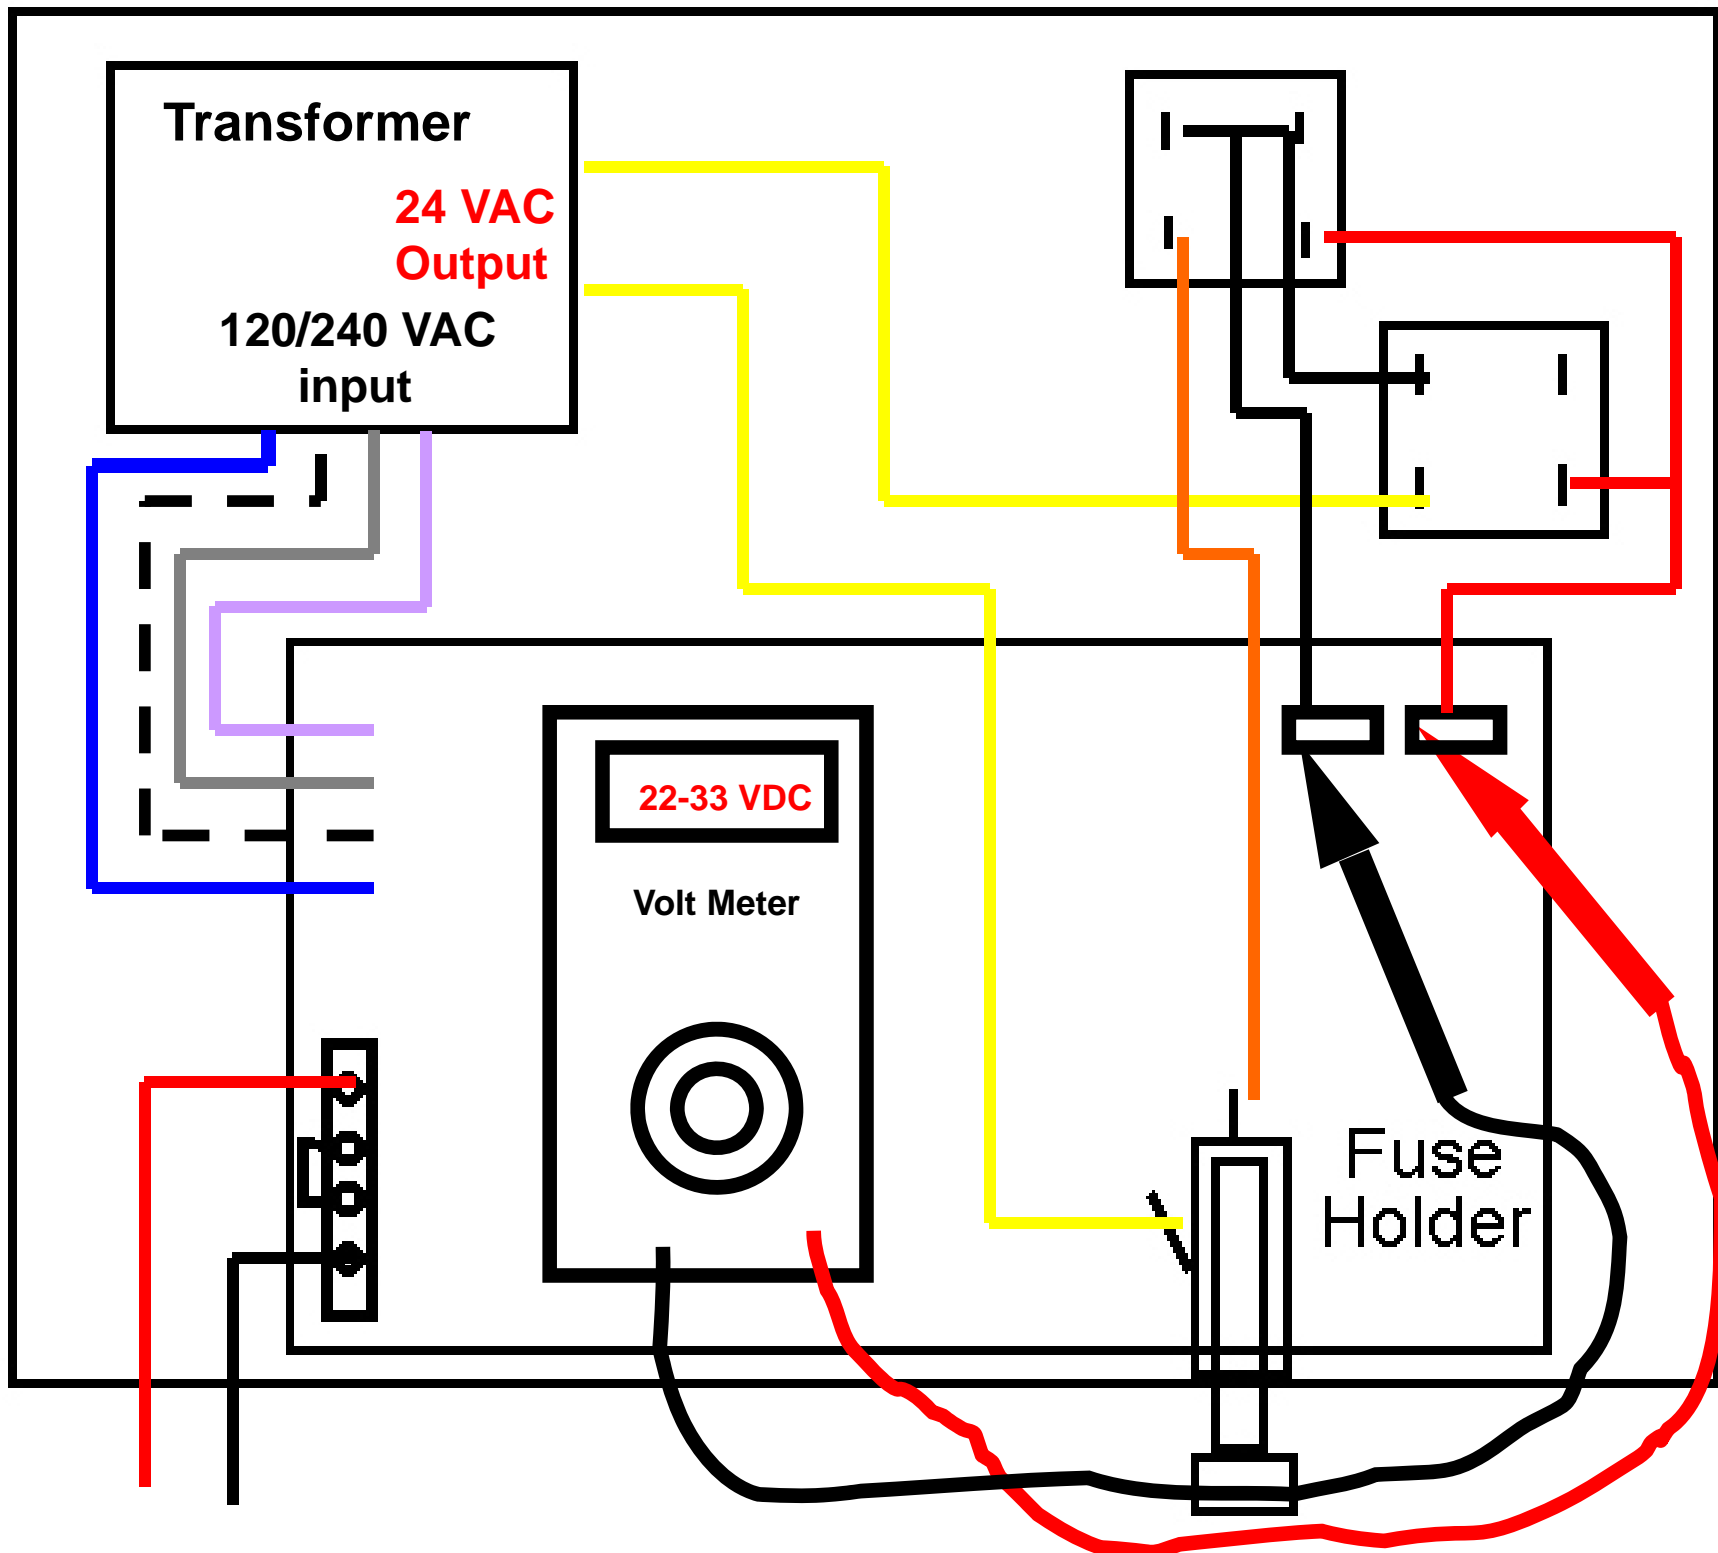 Transformer
24 VAC
Output
120/240 VAC
input
22-33 VDC
Volt Meter
Fuse
Holder